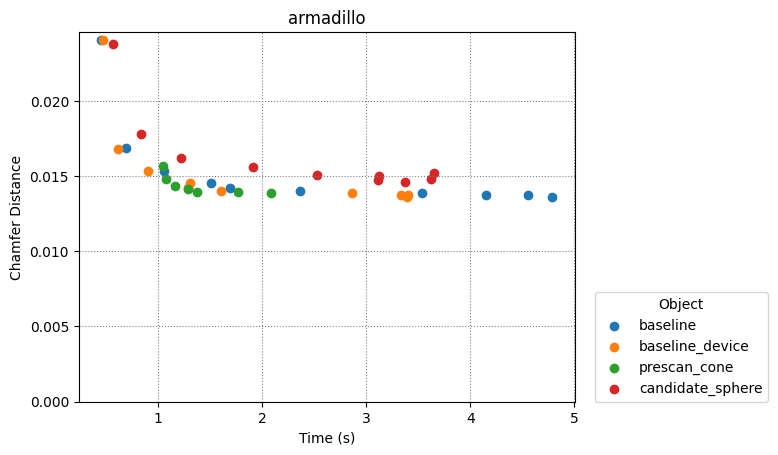 armadillo
Chamfer Distance
0.020
0.015
0.010
0.005
0.000
1 2 3 4 5
Time (s)
Object
baseline
baseline_device
prescan_cone
candidate_sphere